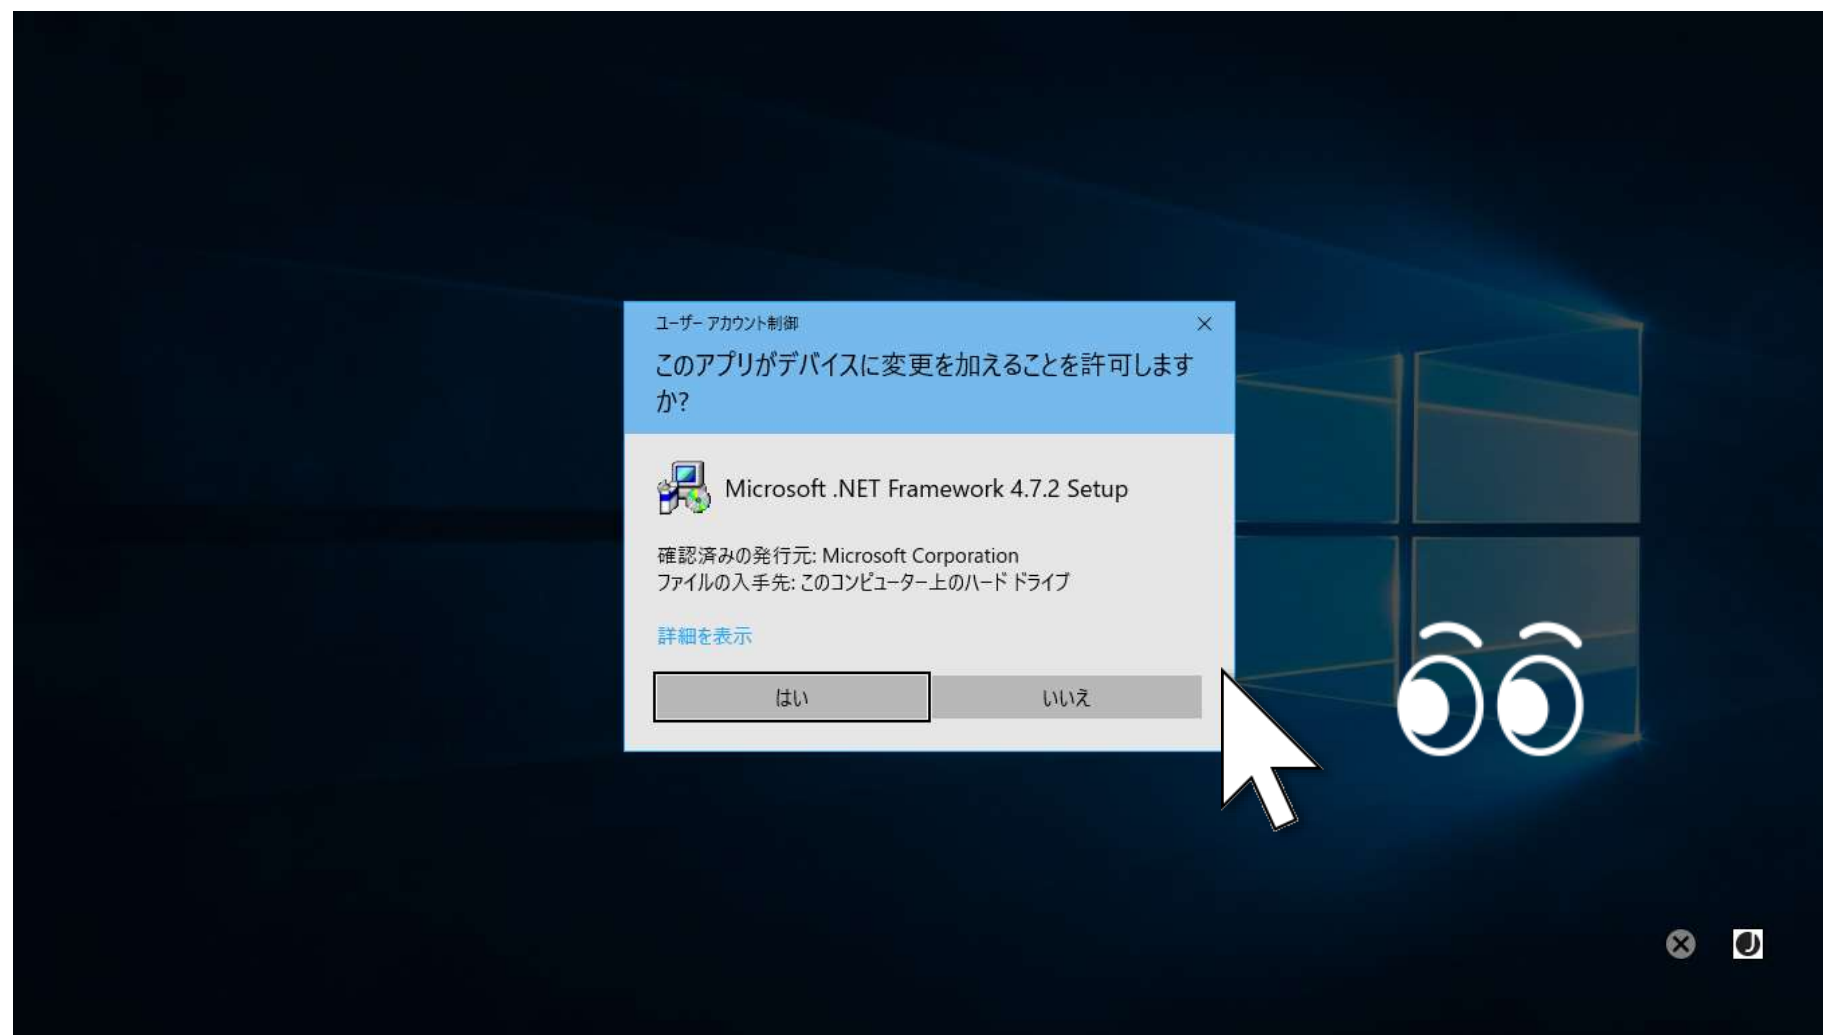 ユーザー アカウント制御
このアプリがデバイスに変更を加えることを許可します
か?
Microsoft .NET Framework 4.7.2 Setup
確認済みの発行元: Microsoft Corporation
ファイルの入手先: このコンピューター上のハード ドライブ
詳細を表示
はい
いいえ